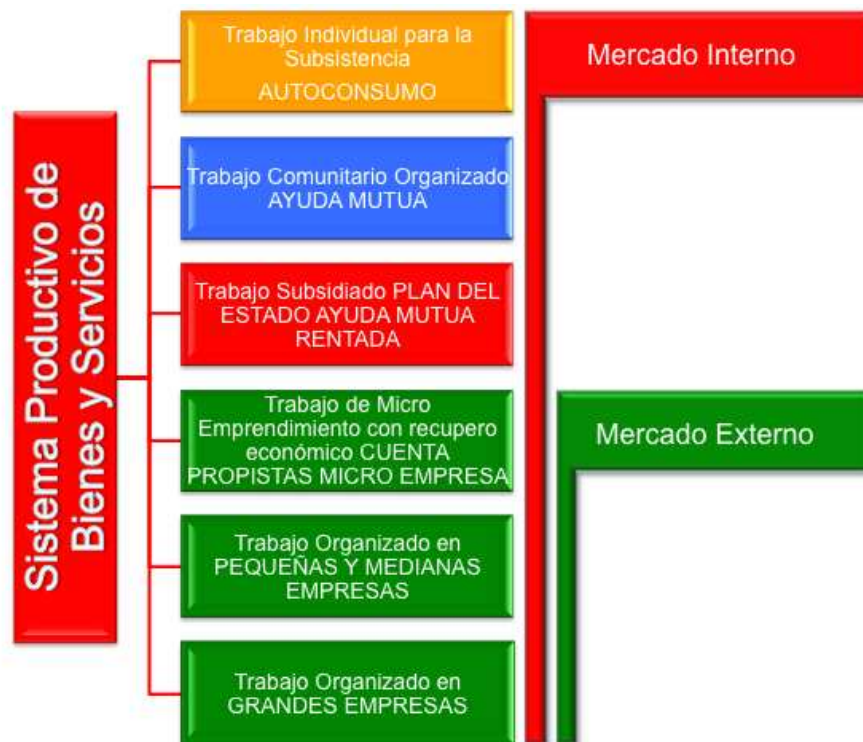 Sistema Productivo de
Bienes y Servicios
Trabajo Individual para la
Subsistencia
AUTOCONSUMO
Trabajo Comunitario Organizado
AYUDA MUTUA
Trabajo Subsidiado PLAN DEL
ESTADO AYUDA MUTUA
RENTADA
Trabajo de Micro
Emprendimiento con recupero
económico CUENTA
PROPISTAS MICRO EMPRESA
Trabajo Organizado en
PEQUEÑAS Y MEDIANAS
EMPRESAS
Trabajo Organizado en
GRANDES EMPRESAS
Mercado Interno
Mercado Externo